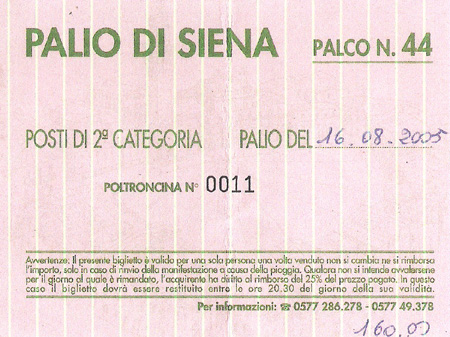 PALIO DI SIENA
PALCO N. 44
POSTI DI 2ª CATEGORIA PALIO DEL 16.08.2005
POLTRONCINA N° 0011
Avvertenze: Il presente biglietto è valido per una sola persona una volta venduto non si cambia ne si rimborsa
l'importo, solo in caso di rinvio della manifestazione a causa della pioggia. Qualora non si intende avvalersene
per il giorno al quale è rimandato, l'acquirente ha diritto al rimborso del 25% del prezzo pagato. In questo
caso il biglietto dovrà essere restituito entro le ore 20.30 del giorno della sua validità.
Per informazioni: ☎ 0577 286.278 - 0577 49.378
160.00